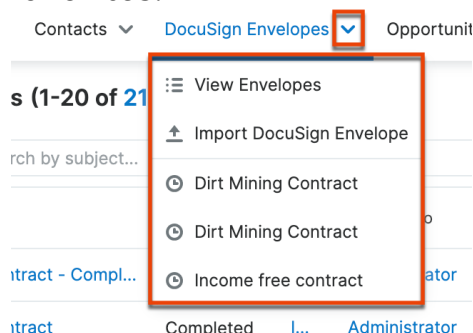 Contacts DocuSign Envelopes Opportunit
s (1-20 of 21
View Envelopes
Import DocuSign Envelope
rch by subject...
Dirt Mining Contract
Dirt Mining Contract
o
ntract - Compl... ator
Income free contract
ntract Completed I... Administrator